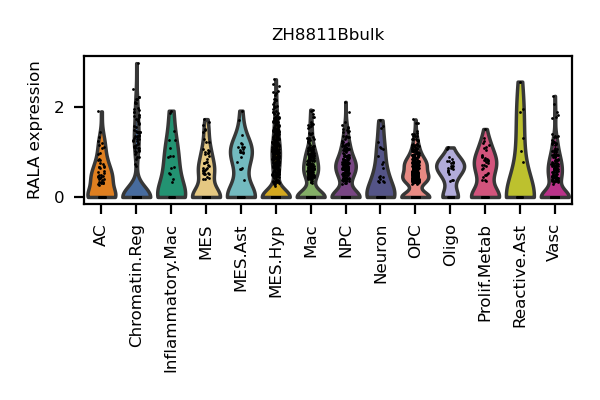 ZH8811Bbulk
RALA expression
2
0
AC
Chromatin.Reg
Inflammatory.Mac
MES
MES.Ast
MES.Hyp
Mac
NPC
Neuron
OPC
Oligo
Prolif.Metab
Reactive.Ast
Vasc